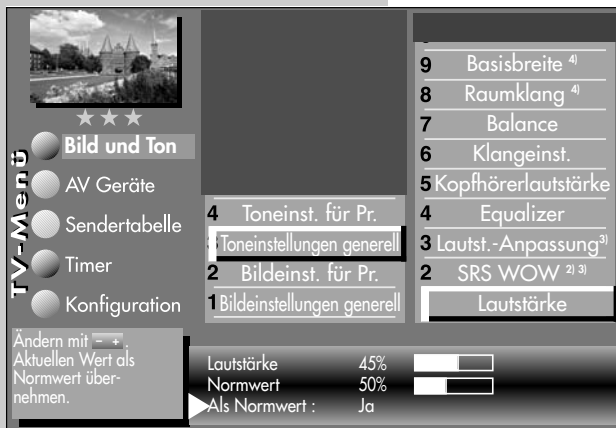 TV-Menü
Bild und Ton
AV Geräte
Sendertabelle
Timer
Konfiguration
4 Toneinst. für Pr.
3 Toneinstellungen generell
2 Bildeinst. für Pr.
1 Bildeinstellungen generell
9 Basisbreite 4)
8 Raumklang 4)
7 Balance
6 Klangeinst.
5 Kopfhörerlautstärke
4 Equalizer
3 Lautst.-Anpassung 3)
2 SRS WOW 2) 3)
Lautstärke
Ändern mit - + .
Aktuellen Wert als
Normwert über-
nehmen.
Lautstärke 45%
Normwert 50%
Als Normwert : Ja